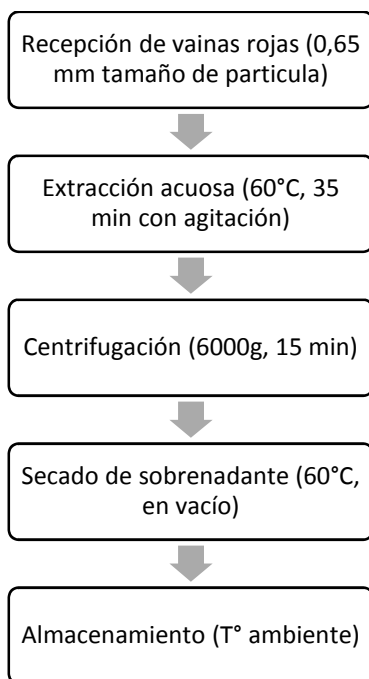 Recepción de vainas rojas (0,65
mm tamaño de particula)
Extracción acuosa (60°C, 35
min con agitación)
Centrifugación (6000g, 15 min)
Secado de sobrenadante (60°C,
en vacío)
Almacenamiento (T° ambiente)